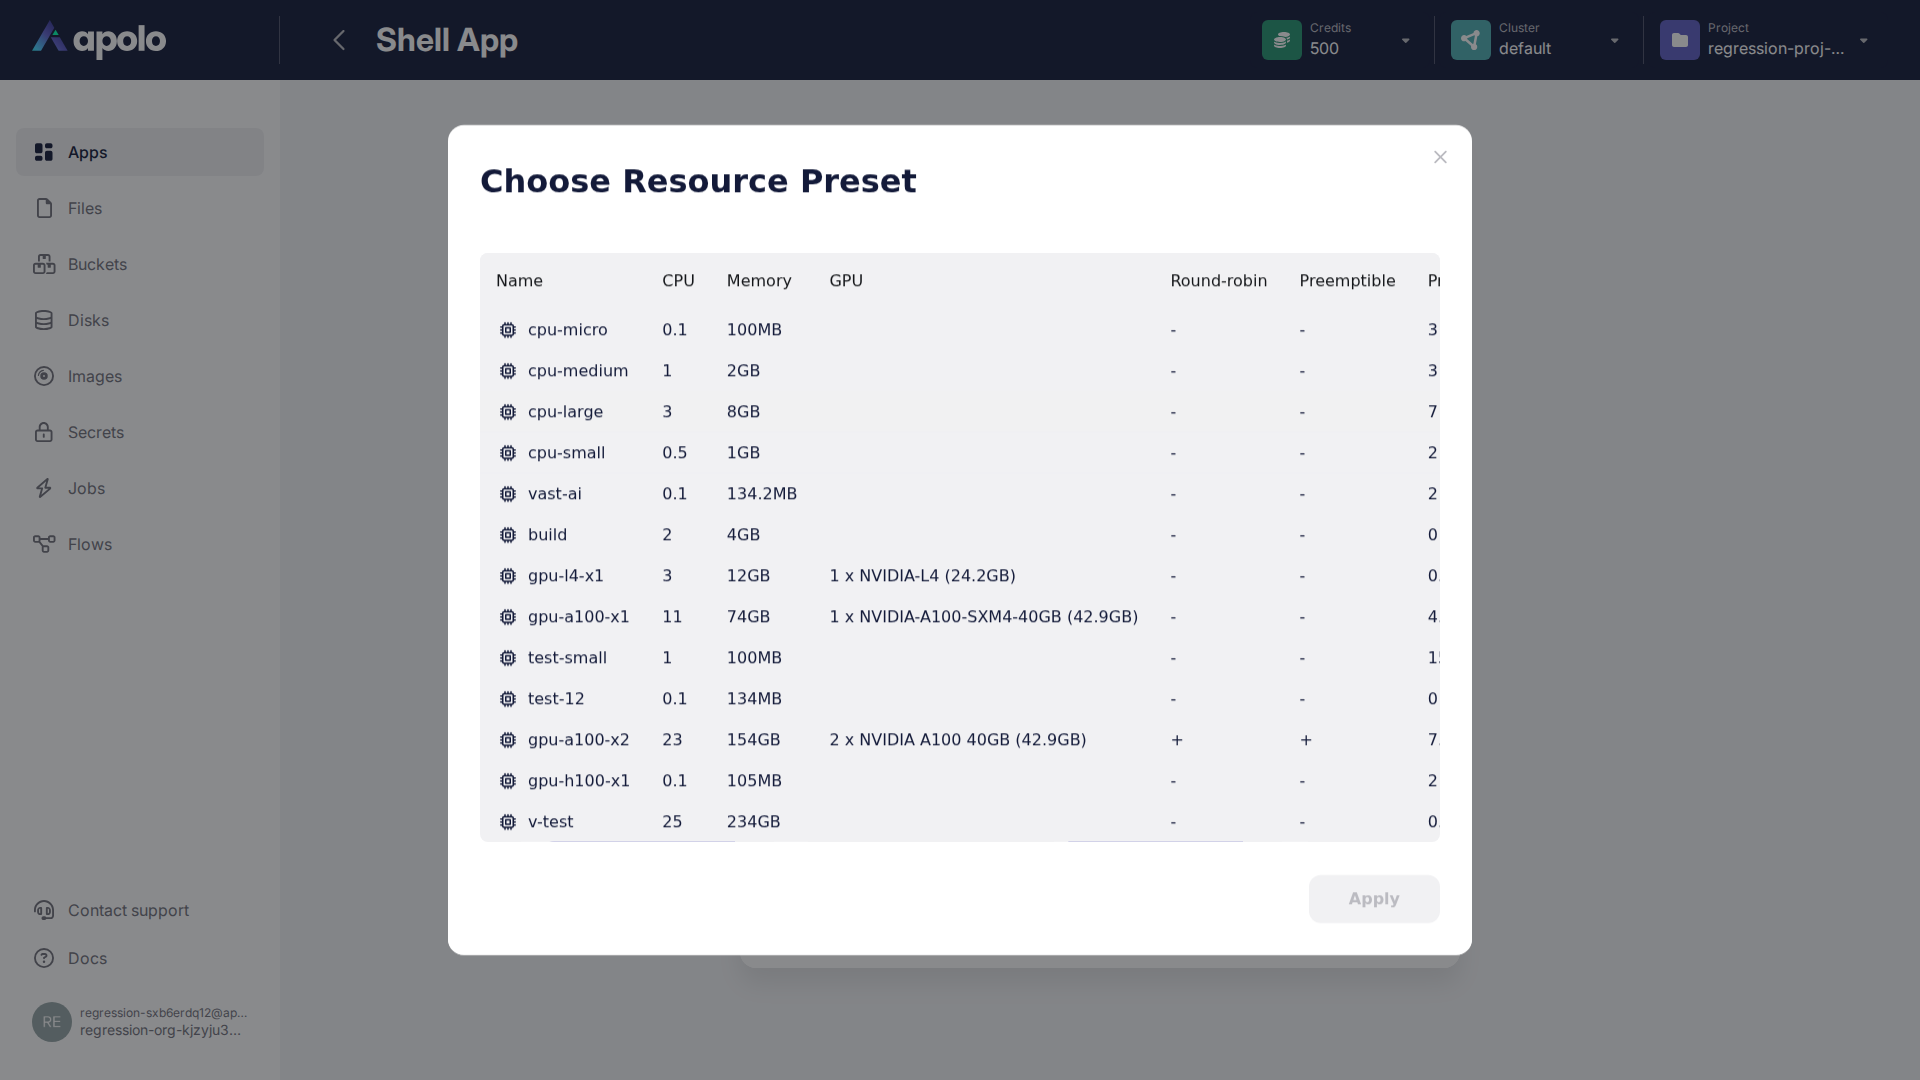 apolo
Shell App
Credits
500
Cluster
default
Project
regression-proj-...
Apps
Files
Buckets
Disks
Images
Secrets
Jobs
Flows
Contact support
Docs
RE
regression-sxb6erdq12@ap...
regression-org-kjzyju3...
Choose Resource Preset
Name CPU Memory GPU Round-robin Preemptible
cpu-micro 0.1 100MB - - 3
cpu-medium 1 2GB - - 3
cpu-large 3 8GB - - 7
cpu-small 0.5 1GB - - 2
vast-ai 0.1 134.2MB - - 2
build 2 4GB - - 0
gpu-l4-x1 3 12GB 1 x NVIDIA-L4 (24.2GB) - - 0.
gpu-a100-x1 11 74GB 1 x NVIDIA-A100-SXM4-40GB (42.9GB) - - 4.
test-small 1 100MB - - 1
test-12 0.1 134MB - - 0
gpu-a100-x2 23 154GB 2 x NVIDIA A100 40GB (42.9GB) + + 7.
gpu-h100-x1 0.1 105MB - - 2
v-test 25 234GB - - 0.
Apply